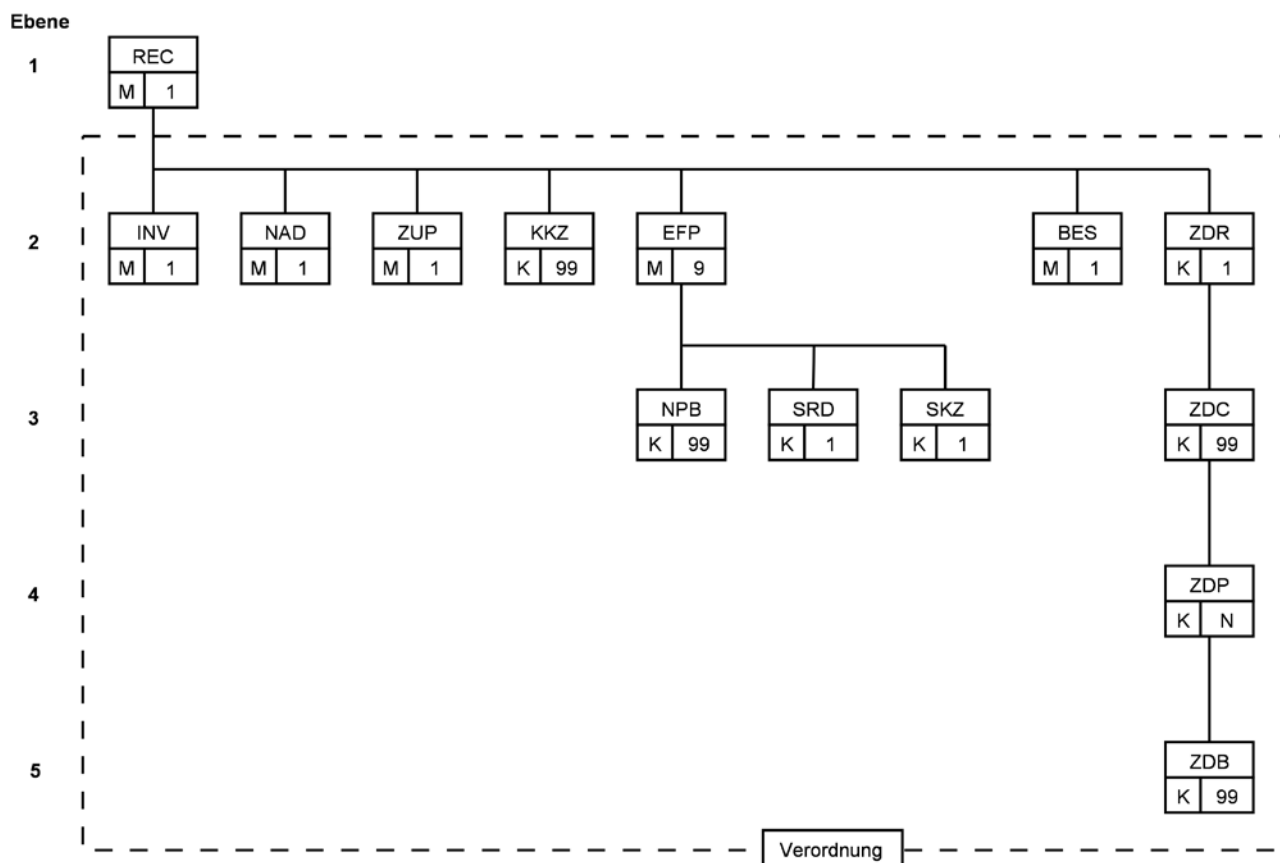 Ebene
1
REC
M 1
2
INV NAD ZUP KKZ EFP BES ZDR
M 1 M 1 M 1 K 99 M 9 M 1 K 1
3
NPB SRD SKZ ZDC
K 99 K 1 K 1 K 99
4
ZDP
K N
5
ZDB
K 99
Verordnung